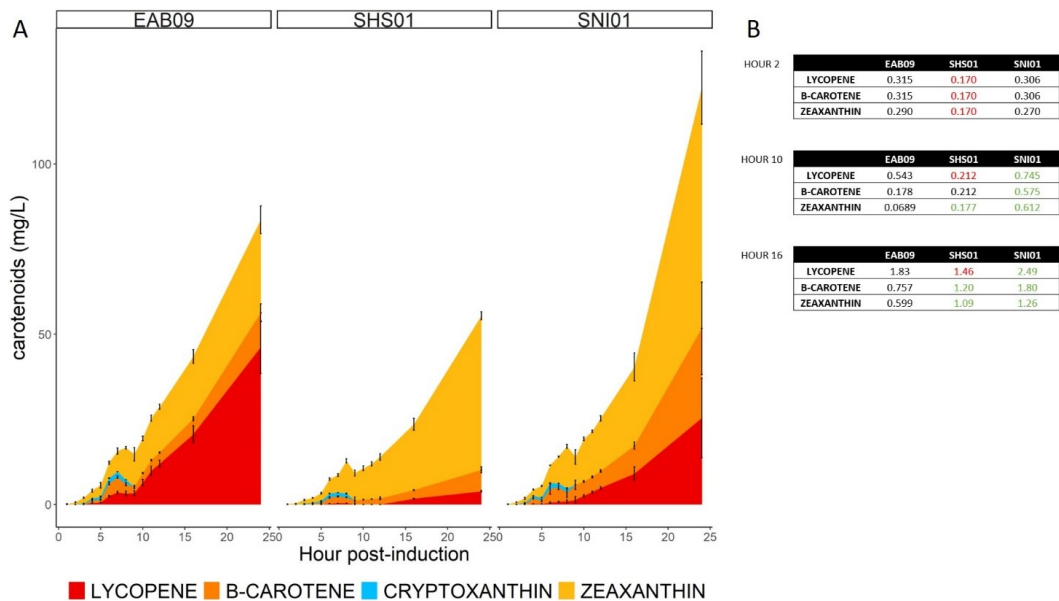 A
EAB09 SHS01 SNI01
carotenoids (mg/L)
100
50
0
0 5 10 15 20 25 0 5 10 15 20 25 0 5 10 15 20 25
Hour post-induction
LYCOPENE B-CAROTENE CRYPTOXANTHIN ZEAXANTHIN
B
HOUR 2
EAB09 SHS01 SNI01
LYCOPENE 0.315 0.170 0.306
B-CAROTENE 0.315 0.170 0.306
ZEAXANTHIN 0.290 0.170 0.270
HOUR 10
EAB09 SHS01 SNI01
LYCOPENE 0.543 0.212 0.745
B-CAROTENE 0.178 0.212 0.575
ZEAXANTHIN 0.0689 0.177 0.612
HOUR 16
EAB09 SHS01 SNI01
LYCOPENE 1.83 1.46 2.49
B-CAROTENE 0.757 1.20 1.80
ZEAXANTHIN 0.599 1.09 1.26